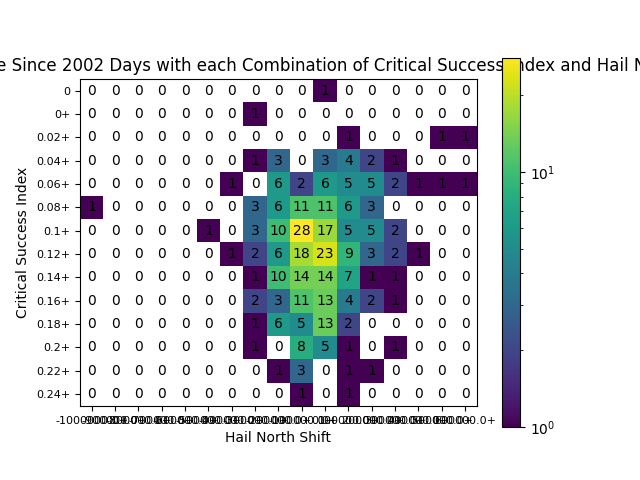 e Since 2002 Days with each Combination of Critical Success Index and Hail N
Critical Success Index
0 0 0 0 0 0 0 0 0 0 0 1 0 0 0 0 0 0
0+ 0 0 0 0 0 0 0 1 0 0 0 0 0 0 0 0 0
0.02+ 0 0 0 0 0 0 0 0 0 0 0 1 0 0 0 1 1
0.04+ 0 0 0 0 0 0 0 1 3 0 3 4 2 1 0 0 0
0.06+ 0 0 0 0 0 0 1 0 6 2 6 5 5 2 1 1 1
0.08+ 1 0 0 0 0 0 0 3 6 11 11 6 3 0 0 0 0
0.1+ 0 0 0 0 0 1 0 3 10 28 17 5 5 2 0 0 0
0.12+ 0 0 0 0 0 0 1 2 6 18 23 9 3 2 1 0 0
0.14+ 0 0 0 0 0 0 0 1 10 14 14 7 1 1 0 0 0
0.16+ 0 0 0 0 0 0 0 2 3 11 13 4 2 1 0 0 0
0.18+ 0 0 0 0 0 0 0 1 6 5 13 2 0 0 0 0 0
0.2+ 0 0 0 0 0 0 0 1 0 8 5 1 0 1 0 0 0
0.22+ 0 0 0 0 0 0 0 0 1 3 0 1 1 0 0 0 0
0.24+ 0 0 0 0 0 0 0 0 0 1 0 1 0 0 0 0 0
Hail North Shift
10¹
10⁰